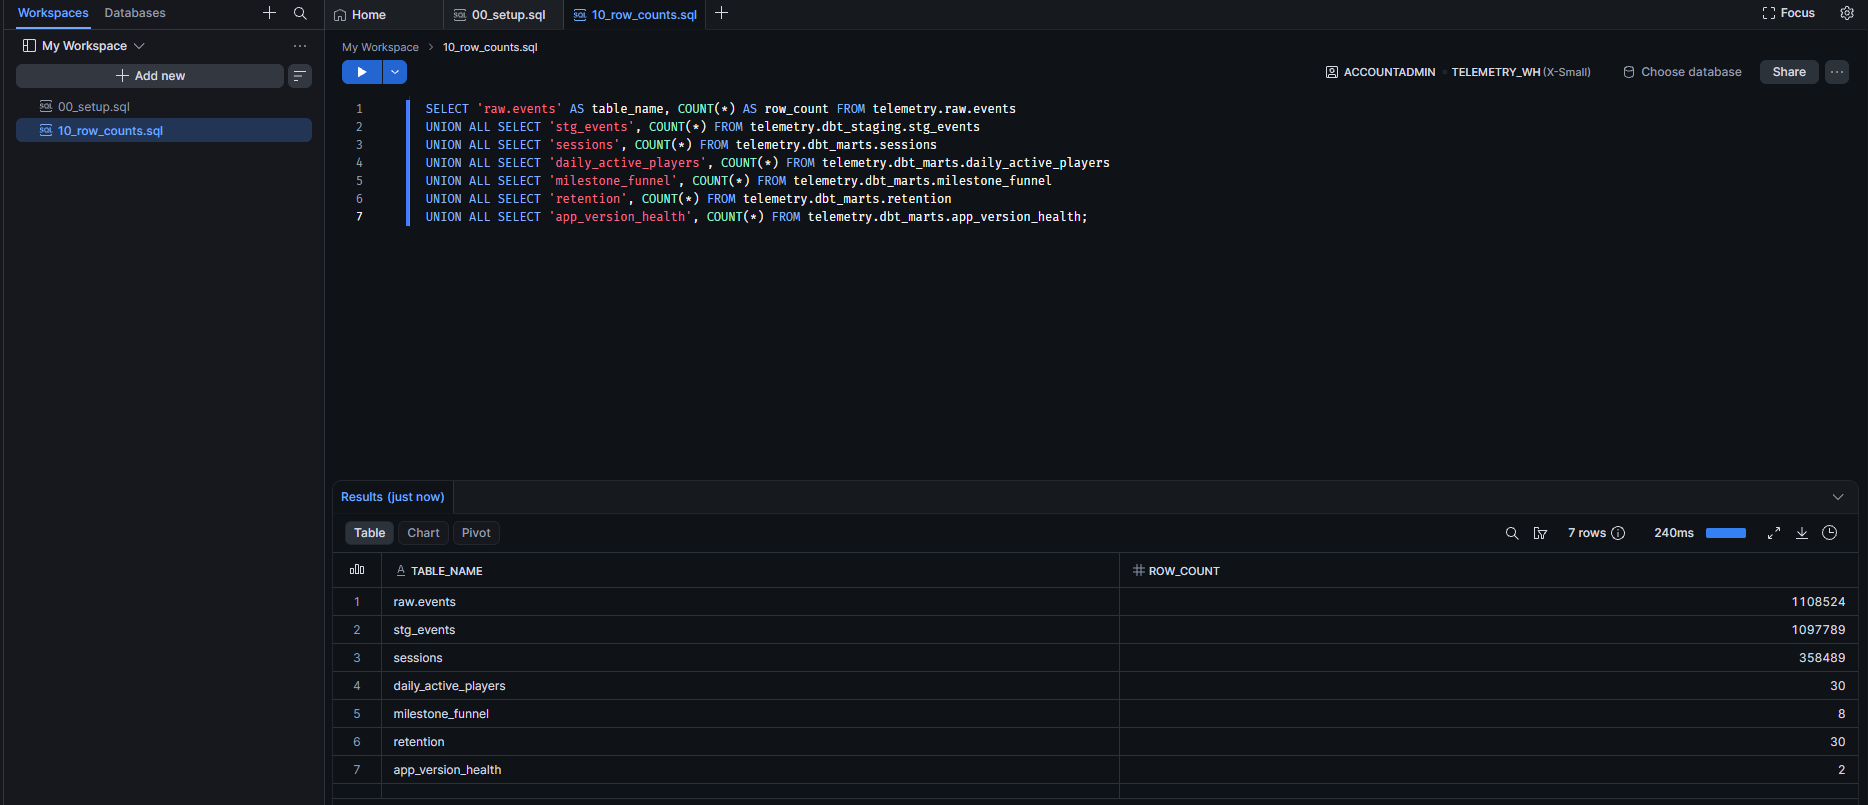 Workspaces Databases
My Workspace
Add new
00_setup.sql
10_row_counts.sql
Home 00_setup.sql 10_row_counts.sql Focus
My Workspace > 10_row_counts.sql
ACCOUNTADMIN TELEMETRY_WH (X-Small) Choose database Share
1 SELECT 'raw.events' AS table_name, COUNT(*) AS row_count FROM telemetry.raw.events
2 UNION ALL SELECT 'stg_events', COUNT(*) FROM telemetry.dbt_staging.stg_events
3 UNION ALL SELECT 'sessions', COUNT(*) FROM telemetry.dbt_marts.sessions
4 UNION ALL SELECT 'daily_active_players', COUNT(*) FROM telemetry.dbt_marts.daily_active_players
5 UNION ALL SELECT 'milestone_funnel', COUNT(*) FROM telemetry.dbt_marts.milestone_funnel
6 UNION ALL SELECT 'retention', COUNT(*) FROM telemetry.dbt_marts.retention
7 UNION ALL SELECT 'app_version_health', COUNT(*) FROM telemetry.dbt_marts.app_version_health;
Results (just now)
Table Chart Pivot 7 rows 240ms
TABLE_NAME ROW_COUNT
1 raw.events 1108524
2 stg_events 1097789
3 sessions 358489
4 daily_active_players 30
5 milestone_funnel 8
6 retention 30
7 app_version_health 2